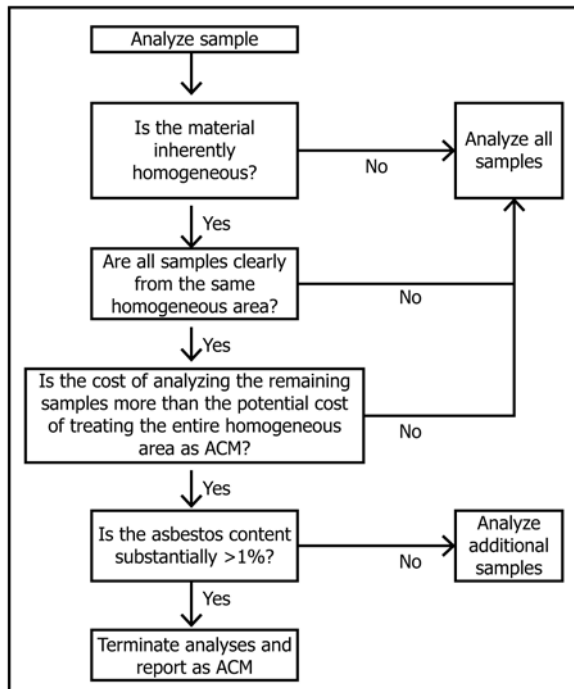 Analyze sample
Is the material
inherently
homogeneous?
No
Analyze all
samples
Yes
Are all samples clearly
from the same
homogeneous area?
No
Yes
Is the cost of analyzing the remaining
samples more than the potential cost
of treating the entire homogeneous
area as ACM?
No
Yes
Is the asbestos content
substantially >1%?
No
Analyze
additional
samples
Yes
Terminate analyses and
report as ACM